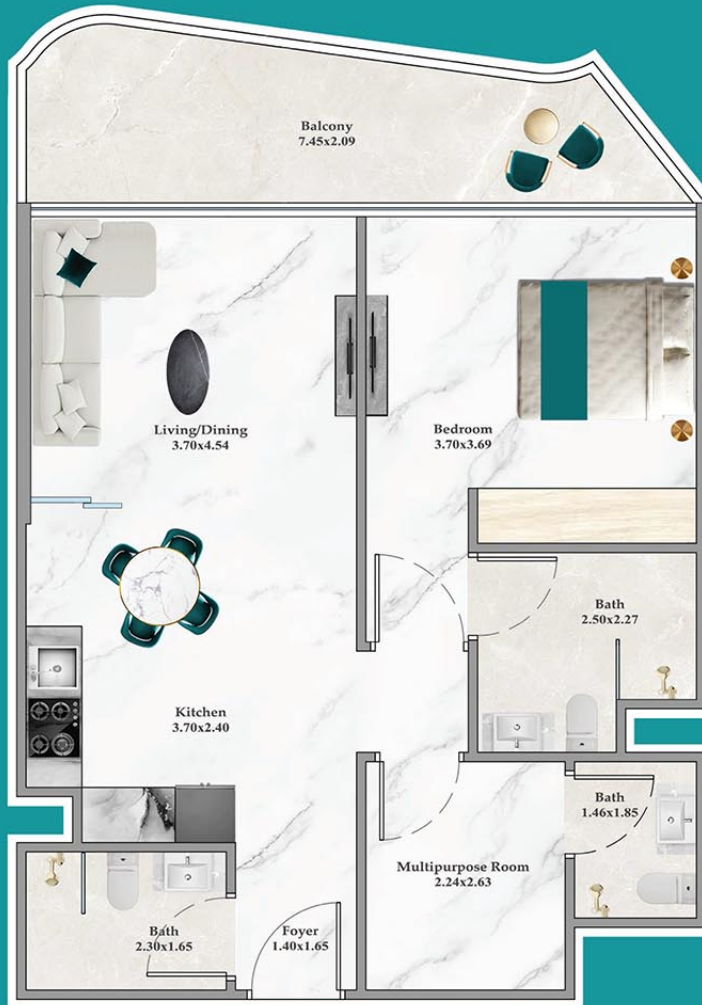 Balcony
7.45x2.09
Living/Dining
3.70x4.54
Bedroom
3.70x3.69
Bath
2.50x2.27
Kitchen
3.70x2.40
Bath
1.46x1.85
Multipurpose Room
2.24x2.63
Bath
2.30x1.65
Foyer
1.40x1.65